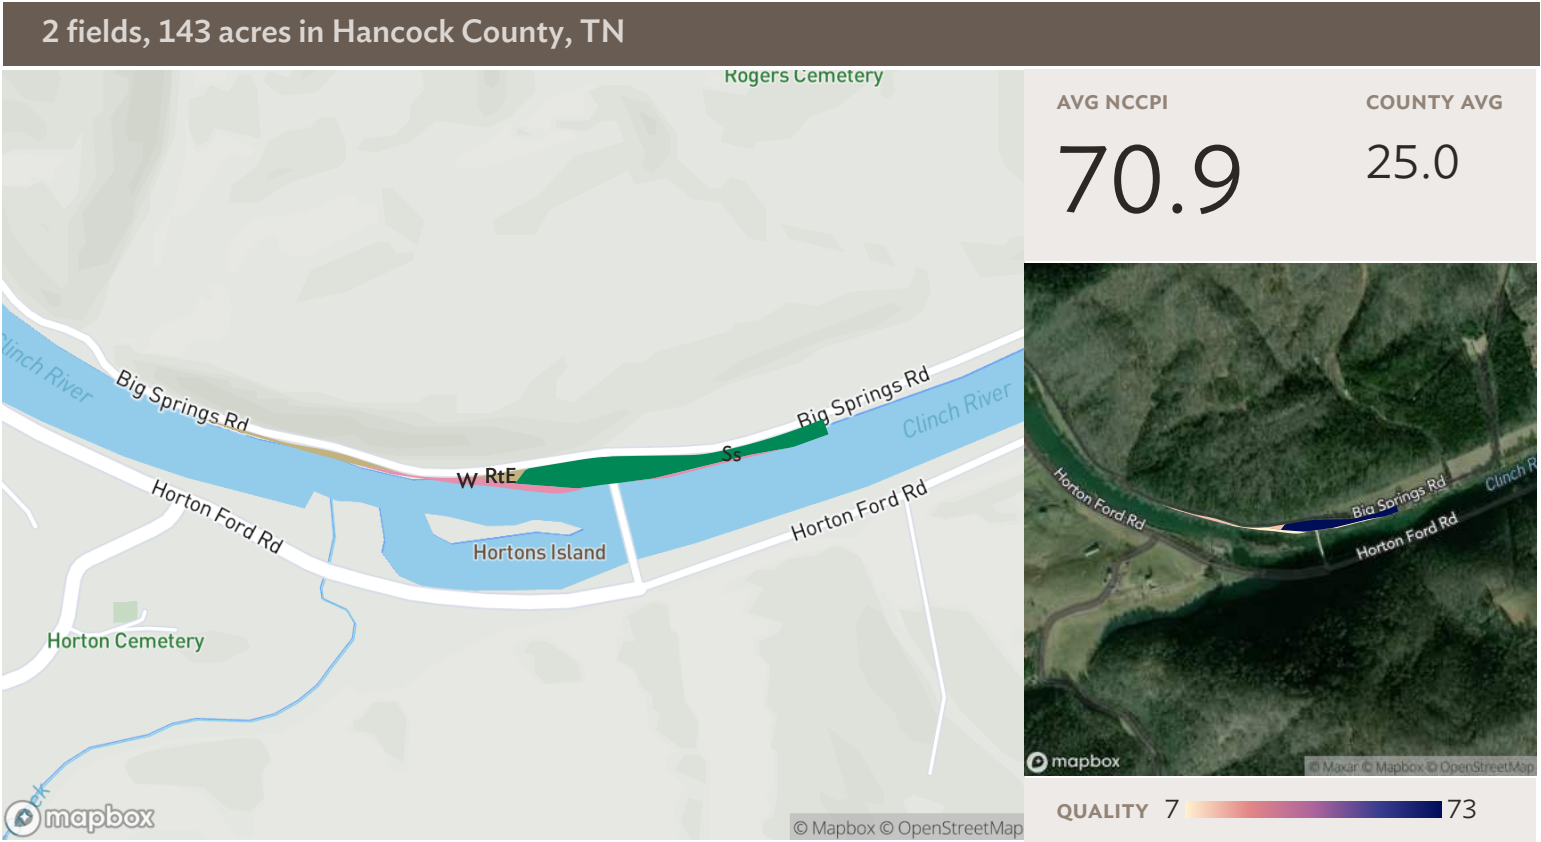 2 fields, 143 acres in Hancock County, TN
Rogers Cemetery
Clinch River
Big Springs Rd
Big Springs Rd
Clinch River
Ss
W RtE
Horton Ford Rd
Horton Ford Rd
Hortons Island
Horton Cemetery
mapbox
© Mapbox © OpenStreetMap
AVG NCCPI
COUNTY AVG
70.9
25.0
Horton Ford Rd
Big Springs Rd
Clinch R
Horton Ford Rd
mapbox
© Maxar © Mapbox © OpenStreetMap
QUALITY 7 73